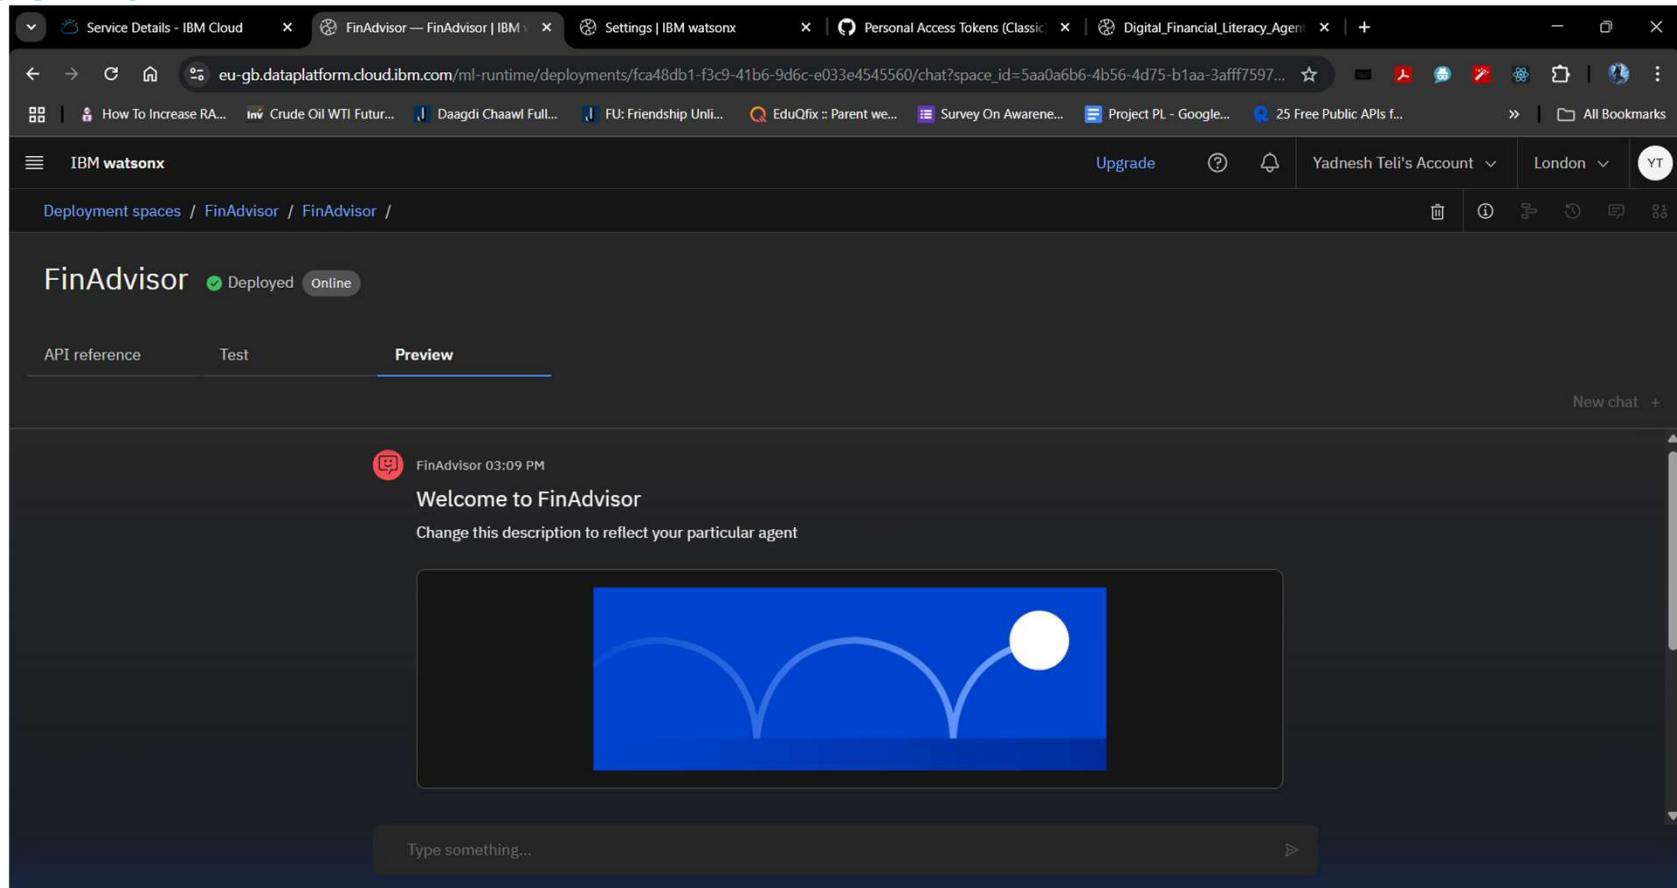 Service Details - IBM Cloud
FinAdvisor — FinAdvisor | IBM
Settings | IBM watsonx
Personal Access Tokens (Classic
Digital_Financial_Literacy_Agen
eu-gb.dataplatform.cloud.ibm.com/ml-runtime/deployments/fca48db1-f3c9-41b6-9d6c-e033e4545560/chat?space_id=5aa0a6b6-4b56-4d75-b1aa-3afff7597...
How To Increase RA...
inv Crude Oil WTI Futur...
Daagdi Chaawl Full...
FU: Friendship Unli...
EduQfix :: Parent we...
Survey On Awarene...
Project PL - Google...
25 Free Public APIs f...
» All Bookmarks
IBM watsonx
Upgrade
Yadnesh Teli's Account
London
YT
Deployment spaces / FinAdvisor / FinAdvisor /
FinAdvisor Deployed Online
API reference Test Preview
New chat +
FinAdvisor 03:09 PM
Welcome to FinAdvisor
Change this description to reflect your particular agent
Type something...